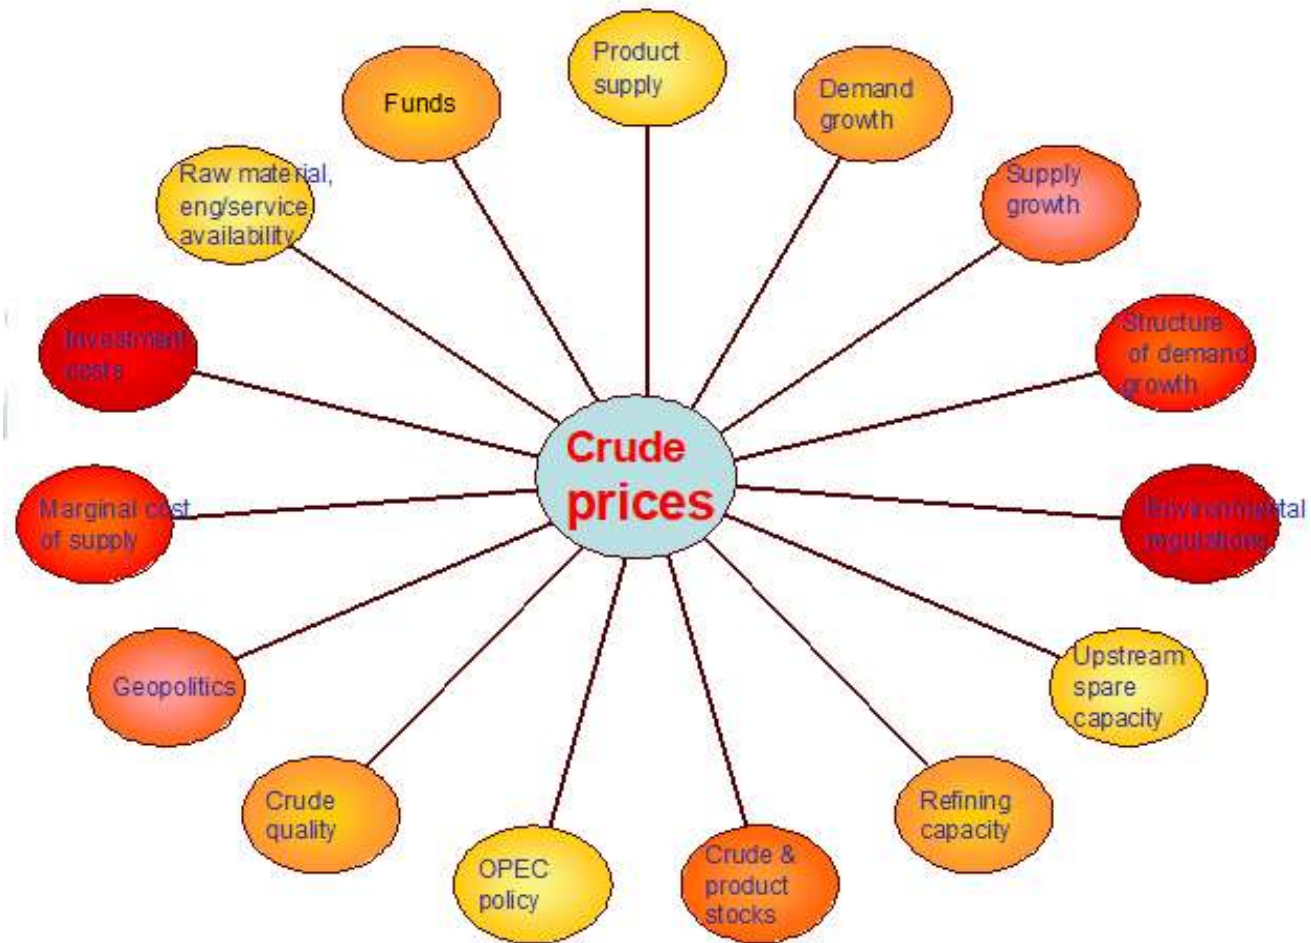 Product
supply
Demand
growth
Supply
growth
Structure
of demand
growth
Environmental
regulations
Upstream
spare
capacity
Refining
capacity
Crude &
product
stocks
OPEC
policy
Crude
quality
Geopolitics
Marginal cost
of supply
Investment
costs
Raw material,
eng/service
availability
Funds
Crude
prices